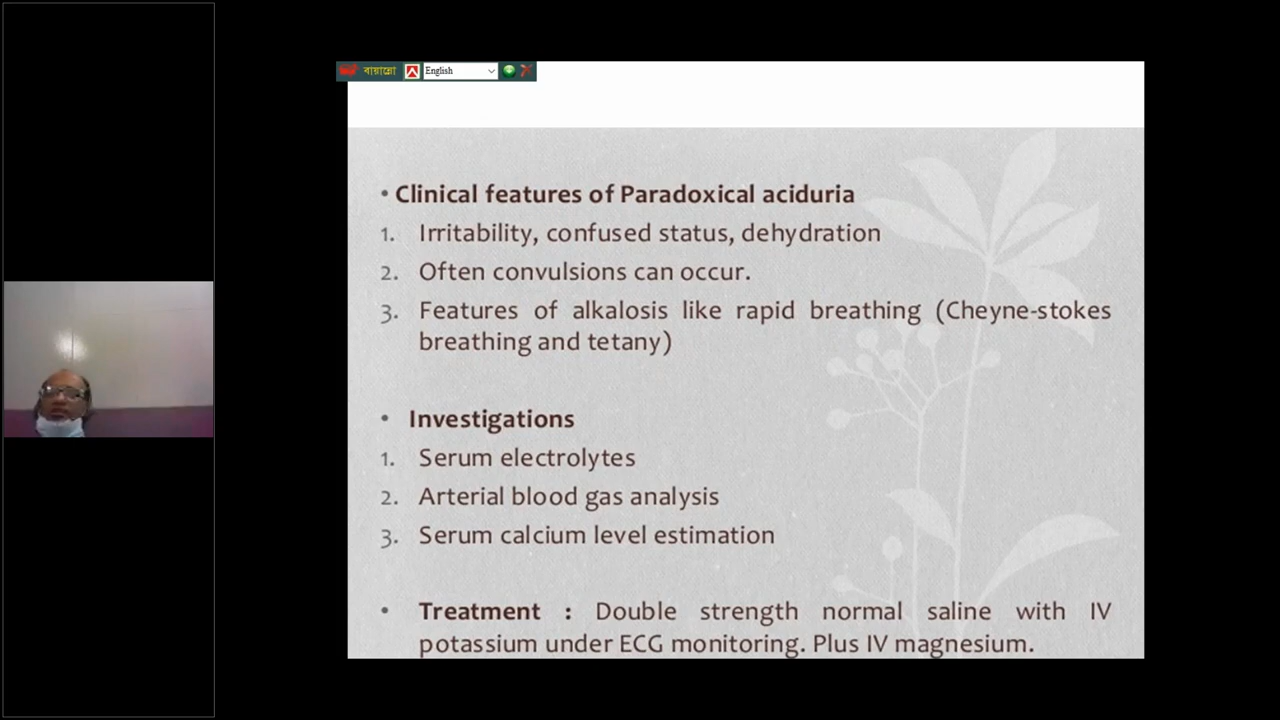 বায়ান্নো English
• Clinical features of Paradoxical aciduria
1. Irritability, confused status, dehydration
2. Often convulsions can occur.
3. Features of alkalosis like rapid breathing (Cheyne-stokes
breathing and tetany)
• Investigations
1. Serum electrolytes
2. Arterial blood gas analysis
3. Serum calcium level estimation
• Treatment : Double strength normal saline with IV
potassium under ECG monitoring. Plus IV magnesium.